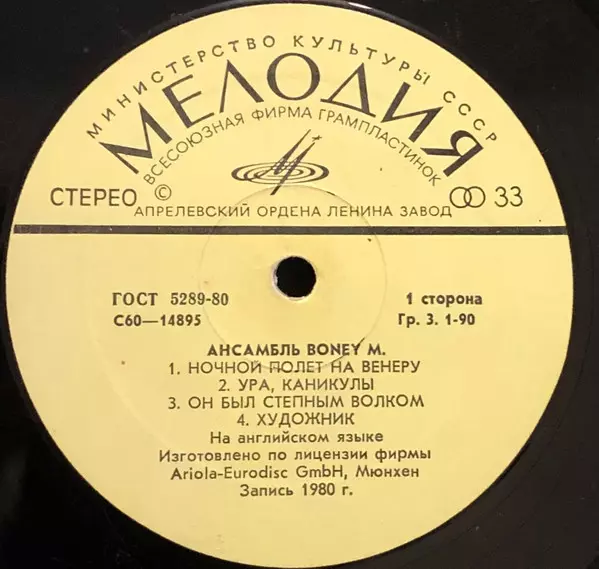 МИНИСТЕРСТВО КУЛЬТУРЫ СССР
МЕЛОДИЯ
ВСЕСОЮЗНАЯ ФИРМА ГРАМПЛАСТИНОК
СТЕРЕО © 33
АПРЕЛЕВСКИЙ ОРДЕНА ЛЕНИНА ЗАВОД
ГОСТ 5289-80 1 сторона
С60—14895 Гр. 3. 1-90
АНСАМБЛЬ BONEY M.
1. НОЧНОЙ ПОЛЕТ НА ВЕНЕРУ
2. УРА, КАНИКУЛЫ
3. ОН БЫЛ СТЕПНЫМ ВОЛКОМ
4. ХУДОЖНИК
На английском языке
Изготовлено по лицензии фирмы
Ariola-Eurodisc GmbH, Мюнхен
Запись 1980 г.